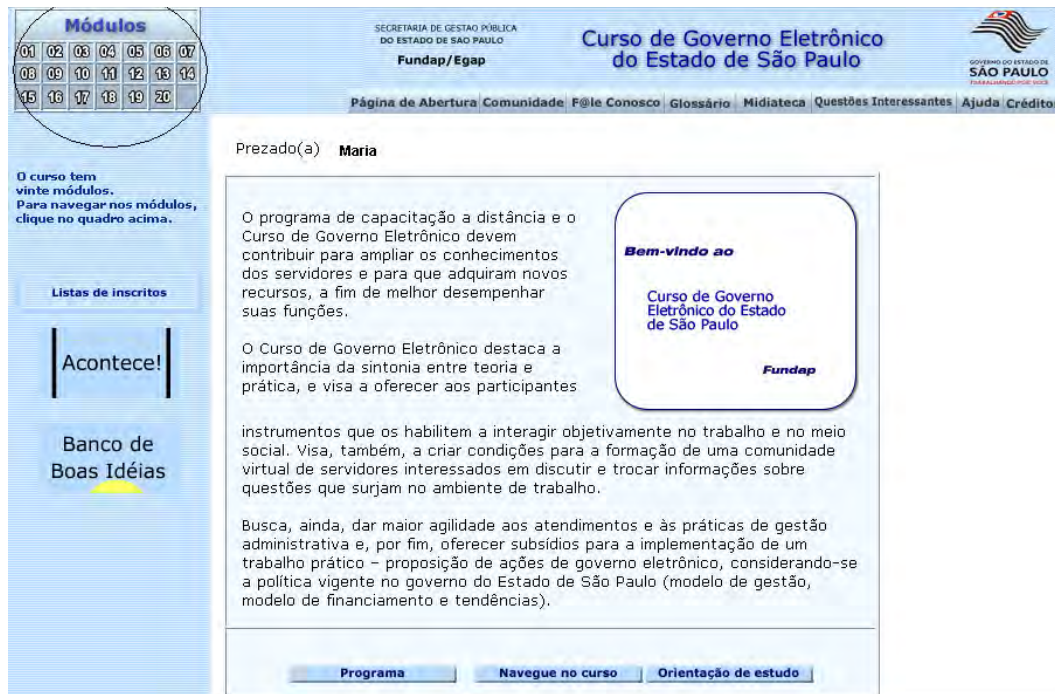 Módulos
01 02 03 04 05 06 07
08 09 10 11 12 13 14
15 16 17 18 19 20
SECRETARIA DE GESTAO PÚBLICA
DO ESTADO DE SAO PAULO
Fundap/Egap
Curso de Governo Eletrônico
do Estado de São Paulo
GOVERNO DO ESTADO DE
SÃO PAULO
TRABALHANDO POR VOCÊ
Página de Abertura Comunidade F@le Conosco Glossário Midiateca Questões Interessantes Ajuda Crédito
O curso tem
vinte módulos.
Para navegar nos módulos,
clique no quadro acima.
Listas de inscritos
Acontece!
Banco de
Boas Idéias
Prezado(a) Maria
O programa de capacitação a distância e o
Curso de Governo Eletrônico devem
contribuir para ampliar os conhecimentos
dos servidores e para que adquiram novos
recursos, a fim de melhor desempenhar
suas funções.
O Curso de Governo Eletrônico destaca a
importância da sintonia entre teoria e
prática, e visa a oferecer aos participantes
Bem-vindo ao
Curso de Governo
Eletrônico do Estado
de São Paulo
Fundap
instrumentos que os habilitem a interagir objetivamente no trabalho e no meio
social. Visa, também, a criar condições para a formação de uma comunidade
virtual de servidores interessados em discutir e trocar informações sobre
questões que surjam no ambiente de trabalho.
Busca, ainda, dar maior agilidade aos atendimentos e às práticas de gestão
administrativa e, por fim, oferecer subsídios para a implementação de um
trabalho prático – proposição de ações de governo eletrônico, considerando-se
a política vigente no governo do Estado de São Paulo (modelo de gestão,
modelo de financiamento e tendências).
Programa Navegue no curso Orientação de estudo